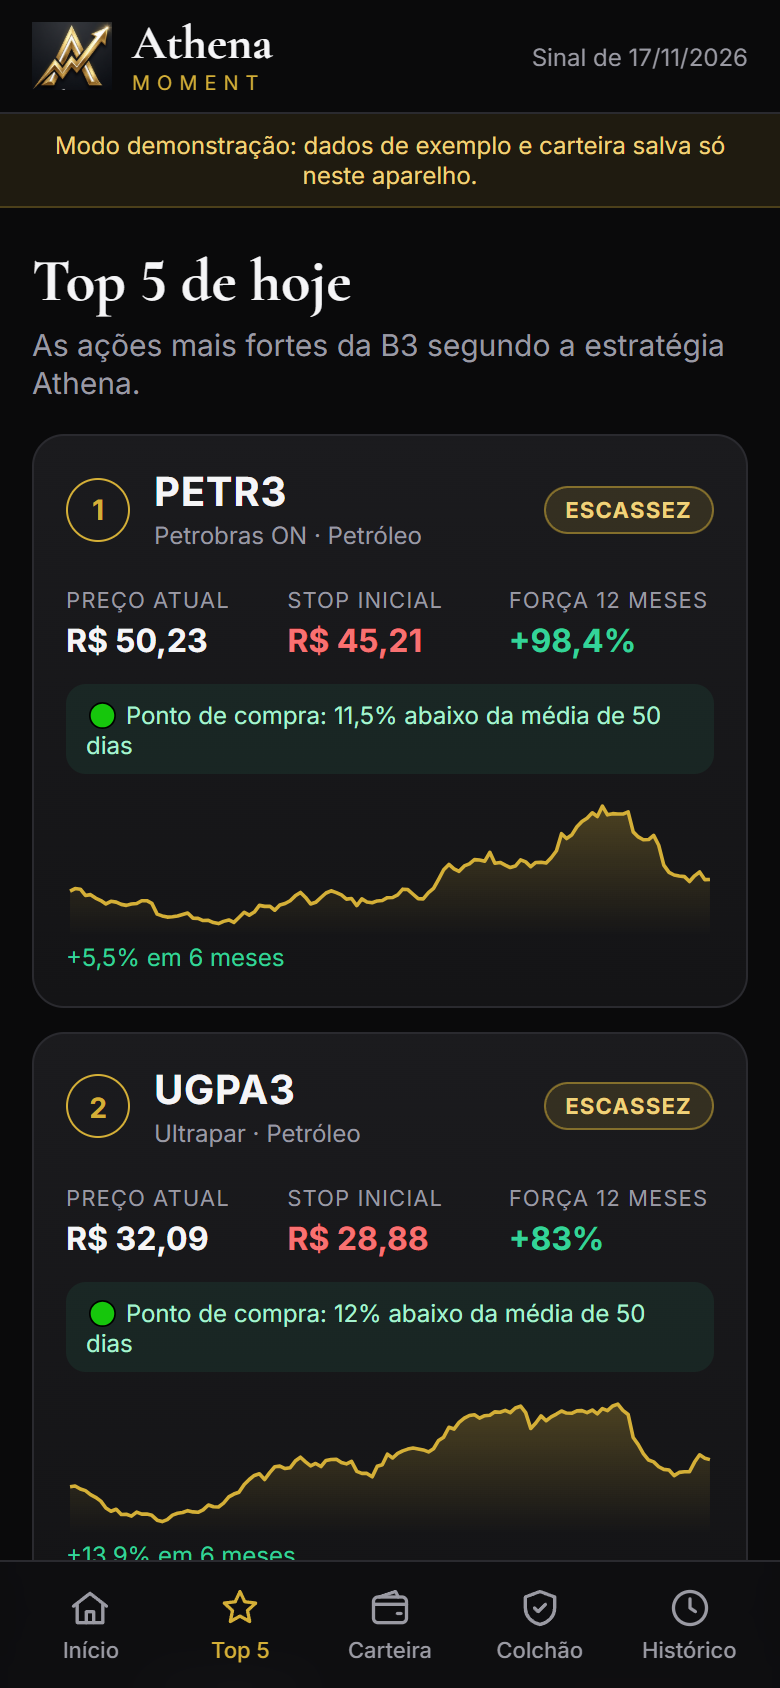 Athena
MOMENT
Sinal de 17/11/2026
Modo demonstração: dados de exemplo e carteira salva só
neste aparelho.
Top 5 de hoje
As ações mais fortes da B3 segundo a estratégia
Athena.
1
PETR3
Petrobras ON · Petróleo
ESCASSEZ
PREÇO ATUAL
STOP INICIAL
FORÇA 12 MESES
R$ 50,23
R$ 45,21
+98,4%
Ponto de compra: 11,5% abaixo da média de 50
dias
+5,5% em 6 meses
2
UGPA3
Ultrapar · Petróleo
ESCASSEZ
PREÇO ATUAL
STOP INICIAL
FORÇA 12 MESES
R$ 32,09
R$ 28,88
+83%
Ponto de compra: 12% abaixo da média de 50
dias
+13,9% em 6 meses
Início
Top 5
Carteira
Colchão
Histórico